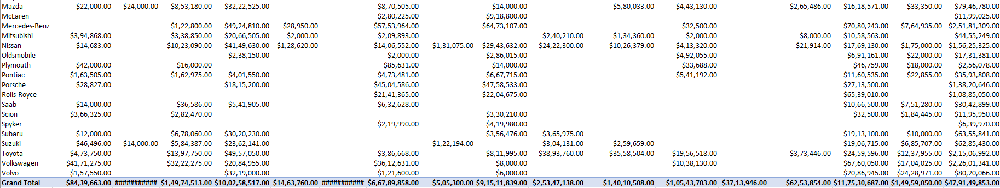 Mazda $22,000.00 $24,000.00 $8,53,180.00 $32,22,525.00 $8,70,505.00 $14,000.00 $5,80,033.00 $4,43,130.00 $2,65,486.00 $16,18,571.00 $33,350.00 $79,46,780.00
McLaren $2,80,225.00 $9,18,800.00 $11,99,025.00
Mercedes-Benz $1,22,800.00 $49,24,810.00 $28,950.00 $57,53,964.00 $64,73,107.00 $32,500.00 $70,80,243.00 $7,64,935.00 $2,51,81,309.00
Mitsubishi $3,94,868.00 $3,38,850.00 $20,66,505.00 $2,000.00 $2,09,893.00 $2,40,210.00 $1,34,360.00 $2,000.00 $8,000.00 $10,58,563.00 $44,55,249.00
Nissan $14,683.00 $10,23,090.00 $41,49,630.00 $1,28,620.00 $14,06,552.00 $1,31,075.00 $29,43,632.00 $24,22,300.00 $10,26,379.00 $4,13,320.00 $21,914.00 $17,69,130.00 $1,75,000.00 $1,56,25,325.00
Oldsmobile $2,38,150.00 $2,000.00 $2,86,015.00 $4,92,055.00 $6,91,161.00 $22,000.00 $17,31,381.00
Plymouth $42,000.00 $16,000.00 $85,631.00 $14,000.00 $33,688.00 $46,759.00 $18,000.00 $2,56,078.00
Pontiac $1,63,505.00 $1,62,975.00 $4,01,550.00 $4,73,481.00 $6,67,715.00 $5,41,192.00 $11,60,535.00 $22,855.00 $35,93,808.00
Porsche $28,827.00 $18,15,200.00 $45,04,586.00 $47,58,533.00 $27,13,500.00 $1,38,20,646.00
Rolls-Royce $21,41,365.00 $22,04,675.00 $65,39,010.00 $1,08,85,050.00
Saab $14,000.00 $36,586.00 $5,41,905.00 $6,32,628.00 $10,66,500.00 $7,51,280.00 $30,42,899.00
Scion $3,66,325.00 $2,82,470.00 $3,30,210.00 $32,500.00 $1,84,445.00 $11,95,950.00
Spyker $2,19,990.00 $4,19,980.00 $6,39,970.00
Subaru $12,000.00 $6,78,060.00 $30,20,230.00 $3,56,476.00 $3,65,975.00 $19,13,100.00 $10,000.00 $63,55,841.00
Suzuki $46,496.00 $14,000.00 $5,84,387.00 $23,62,141.00 $1,22,194.00 $3,04,131.00 $2,59,659.00 $19,06,715.00 $6,85,707.00 $62,85,430.00
Toyota $4,73,750.00 $13,97,750.00 $49,57,050.00 $3,86,668.00 $8,11,995.00 $38,93,760.00 $35,58,504.00 $19,56,518.00 $3,73,446.00 $24,59,596.00 $12,37,955.00 $2,15,06,992.00
Volkswagen $41,71,275.00 $32,22,275.00 $20,84,955.00 $36,12,631.00 $8,000.00 $10,38,130.00 $67,60,050.00 $17,04,025.00 $2,26,01,341.00
Volvo $1,57,550.00 $32,19,000.00 $1,21,600.00 $6,000.00 $20,86,945.00 $24,28,971.00 $80,20,066.00
Grand Total $84,39,663.00 ########### $1,49,74,513.00 $10,02,58,517.00 $14,63,760.00 ########### $6,67,89,858.00 $5,05,300.00 $9,15,11,839.00 $2,53,47,138.00 $1,40,10,508.00 $1,05,43,703.00 $37,13,946.00 $62,53,854.00 $11,75,30,687.00 $1,49,59,050.00 $47,91,49,853.00